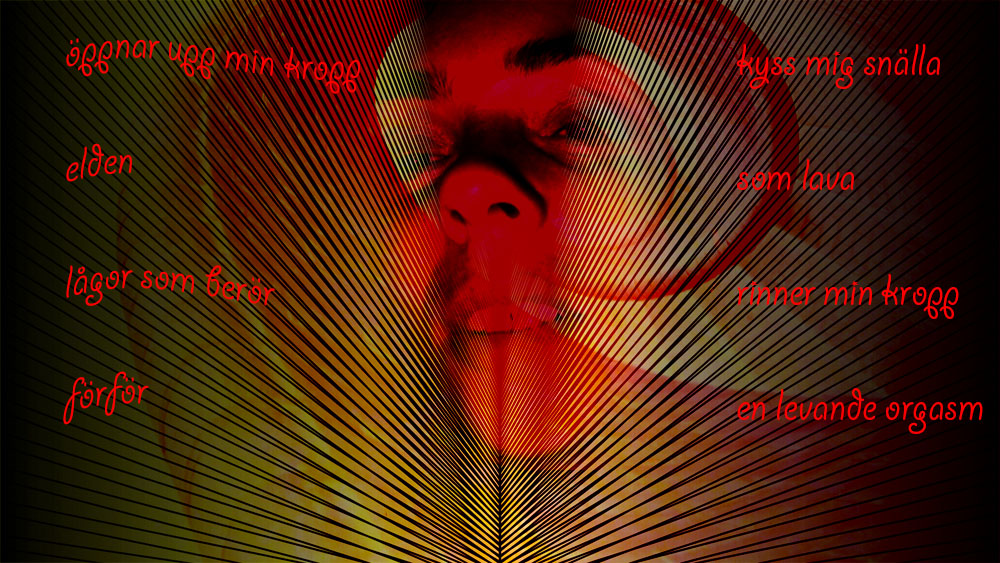 öppnar upp min kropp
elden
lågor som berör
förför
kyss mig snälla
som lava
rinner min kropp
en levande orgasm